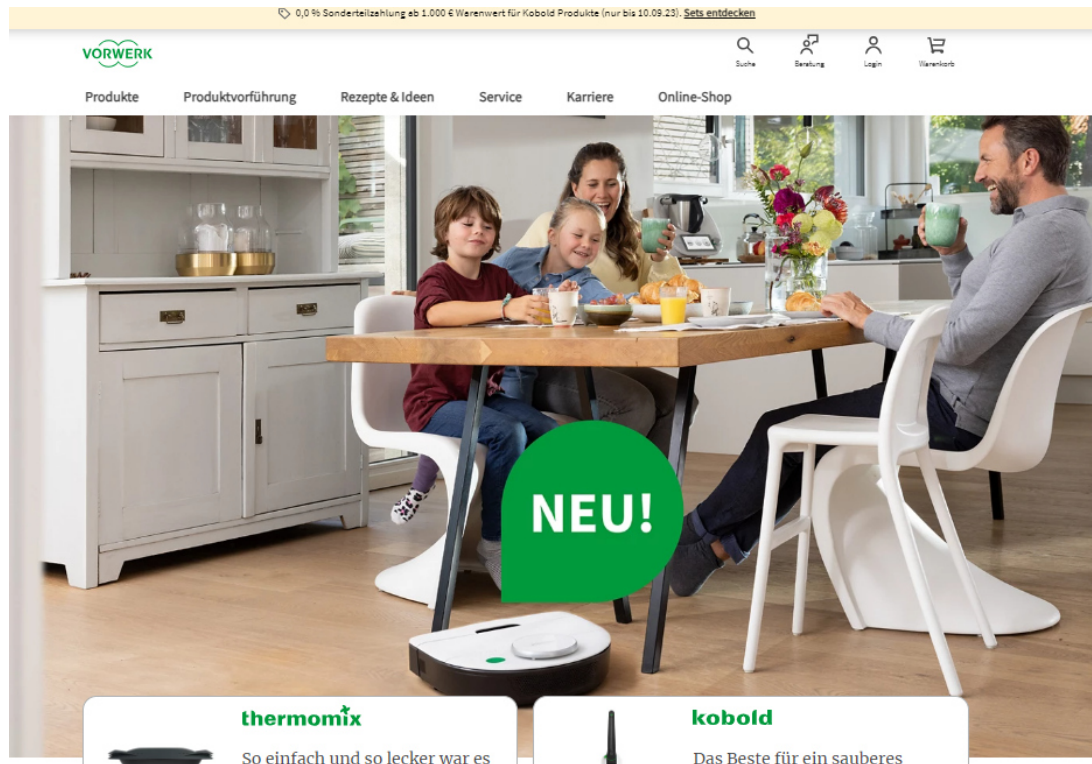 0,0 % Sonderteilzahlung ab 1.000 € Warenwert für Kobold Produkte (nur bis 10.09.23). Sets entdecken
VORWERK
Suche Beratung Login Warenkorb
Produkte Produktvorführung Rezepte & Ideen Service Karriere Online-Shop
NEU!
thermomix kobold
So einfach und so lecker war es Das Beste für ein sauberes